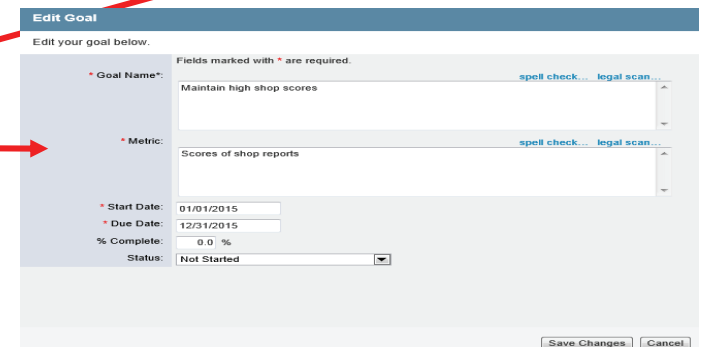 Edit Goal
Edit your goal below.
Fields marked with * are required.
* Goal Name*:
spell check... legal scan...
Maintain high shop scores
* Metric:
spell check... legal scan...
Scores of shop reports
* Start Date: 01/01/2015
* Due Date: 12/31/2015
% Complete: 0.0 %
Status: Not Started
Save Changes Cancel